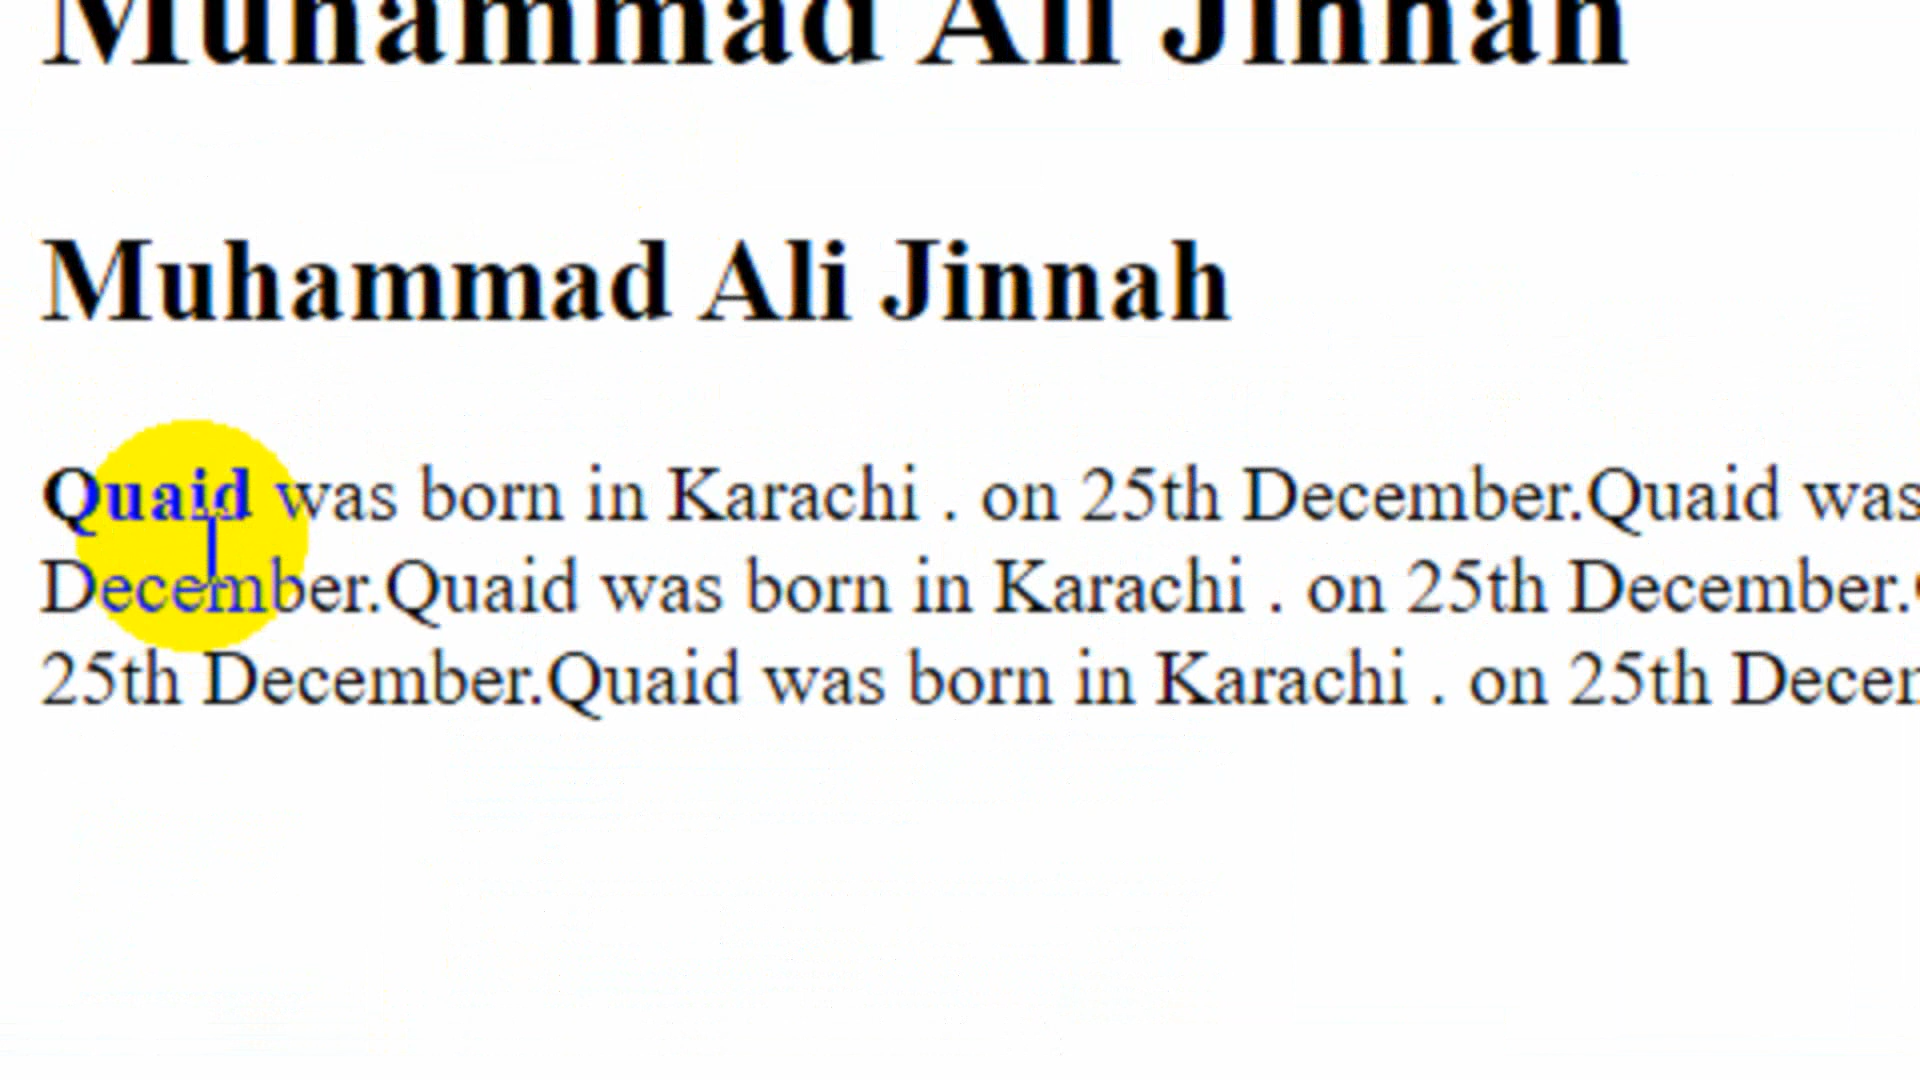 Muhammad Ali Jinnah
Muhammad Ali Jinnah
Quaid was born in Karachi . on 25th December.Quaid was
December.Quaid was born in Karachi . on 25th December.
25th December.Quaid was born in Karachi . on 25th